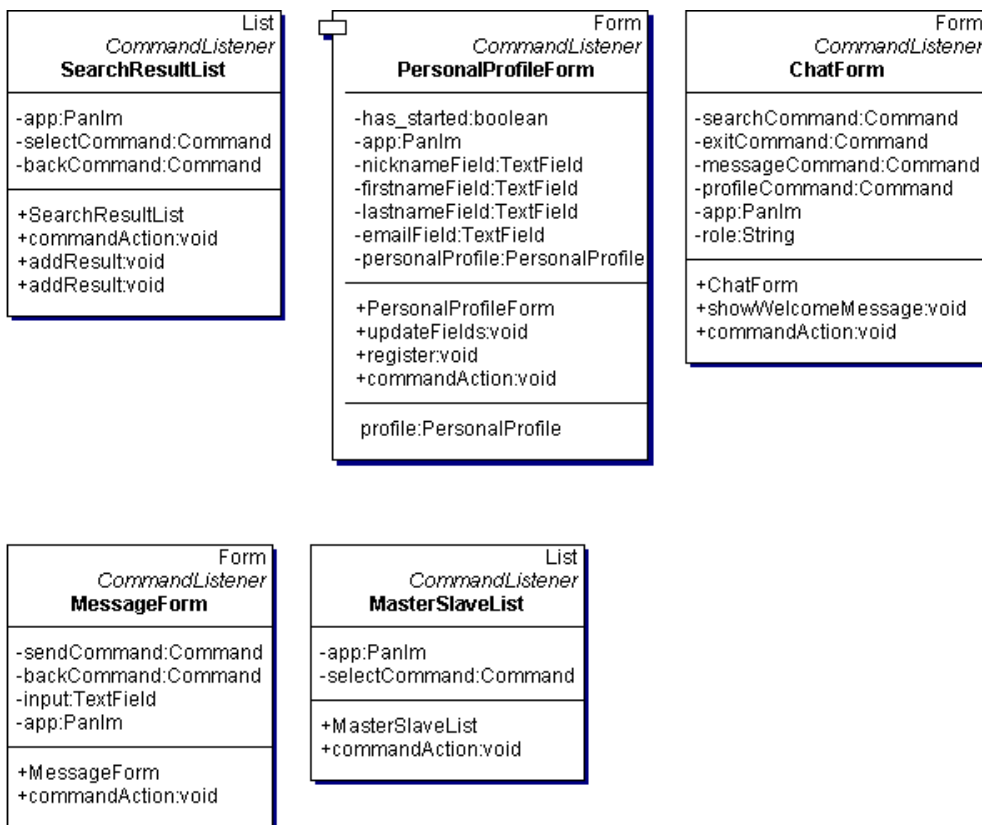 List
CommandListener
SearchResultList
-app:PanIm
-selectCommand:Command
-backCommand:Command
+SearchResultList
+commandAction:void
+addResult:void
+addResult:void
Form
CommandListener
PersonalProfileForm
-has_started:boolean
-app:PanIm
-nicknameField:TextField
-firstnameField:TextField
-lastnameField:TextField
-emailField:TextField
-personalProfile:PersonalProfile
+PersonalProfileForm
+updateFields:void
+register:void
+commandAction:void
profile:PersonalProfile
Form
CommandListener
ChatForm
-searchCommand:Command
-exitCommand:Command
-messageCommand:Command
-profileCommand:Command
-app:PanIm
-role:String
+ChatForm
+showWelcomeMessage:void
+commandAction:void
Form
CommandListener
MessageForm
-sendCommand:Command
-backCommand:Command
-input:TextField
-app:PanIm
+MessageForm
+commandAction:void
List
CommandListener
MasterSlaveList
-app:PanIm
-selectCommand:Command
+MasterSlaveList
+commandAction:void